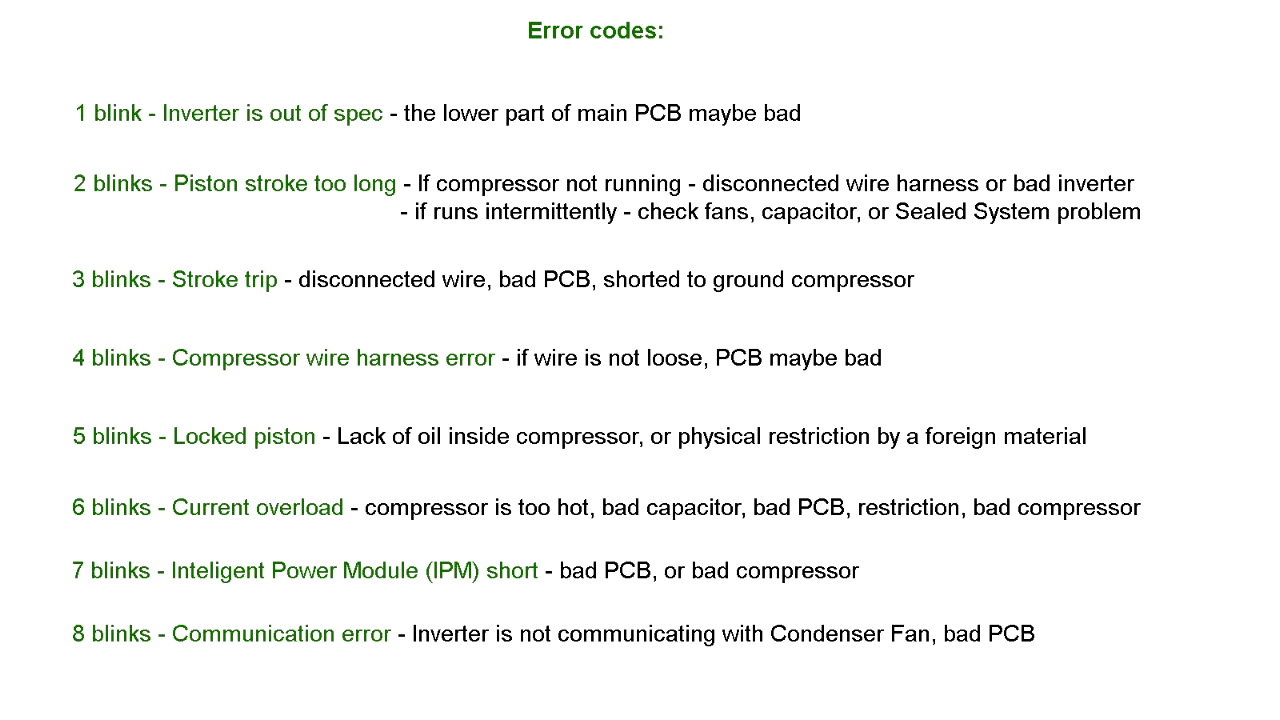 Error codes:
1 blink - Inverter is out of spec - the lower part of main PCB maybe bad
2 blinks - Piston stroke too long - If compressor not running - disconnected wire harness or bad inverter
- if runs intermittently - check fans, capacitor, or Sealed System problem
3 blinks - Stroke trip - disconnected wire, bad PCB, shorted to ground compressor
4 blinks - Compressor wire harness error - if wire is not loose, PCB maybe bad
5 blinks - Locked piston - Lack of oil inside compressor, or physical restriction by a foreign material
6 blinks - Current overload - compressor is too hot, bad capacitor, bad PCB, restriction, bad compressor
7 blinks - Inteligent Power Module (IPM) short - bad PCB, or bad compressor
8 blinks - Communication error - Inverter is not communicating with Condenser Fan, bad PCB